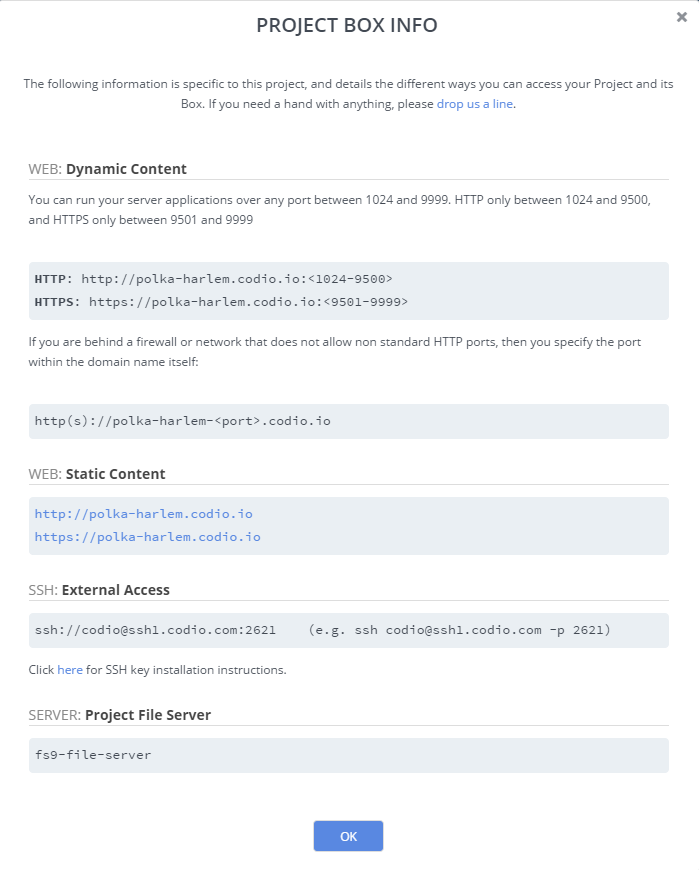 PROJECT BOX INFO
The following information is specific to this project, and details the different ways you can access your Project and its
Box. If you need a hand with anything, please drop us a line.
WEB: Dynamic Content
You can run your server applications over any port between 1024 and 9999. HTTP only between 1024 and 9500,
and HTTPS only between 9501 and 9999
HTTP: http://polka-harlem.codio.io:<1024-9500>
HTTPS: https://polka-harlem.codio.io:<9501-9999>
If you are behind a firewall or network that does not allow non standard HTTP ports, then you specify the port
within the domain name itself:
http(s)://polka-harlem-<port>.codio.io
WEB: Static Content
http://polka-harlem.codio.io
https://polka-harlem.codio.io
SSH: External Access
ssh://codio@ssh1.codio.com:2621 (e.g. ssh codio@ssh1.codio.com -p 2621)
Click here for SSH key installation instructions.
SERVER: Project File Server
fs9-file-server
OK